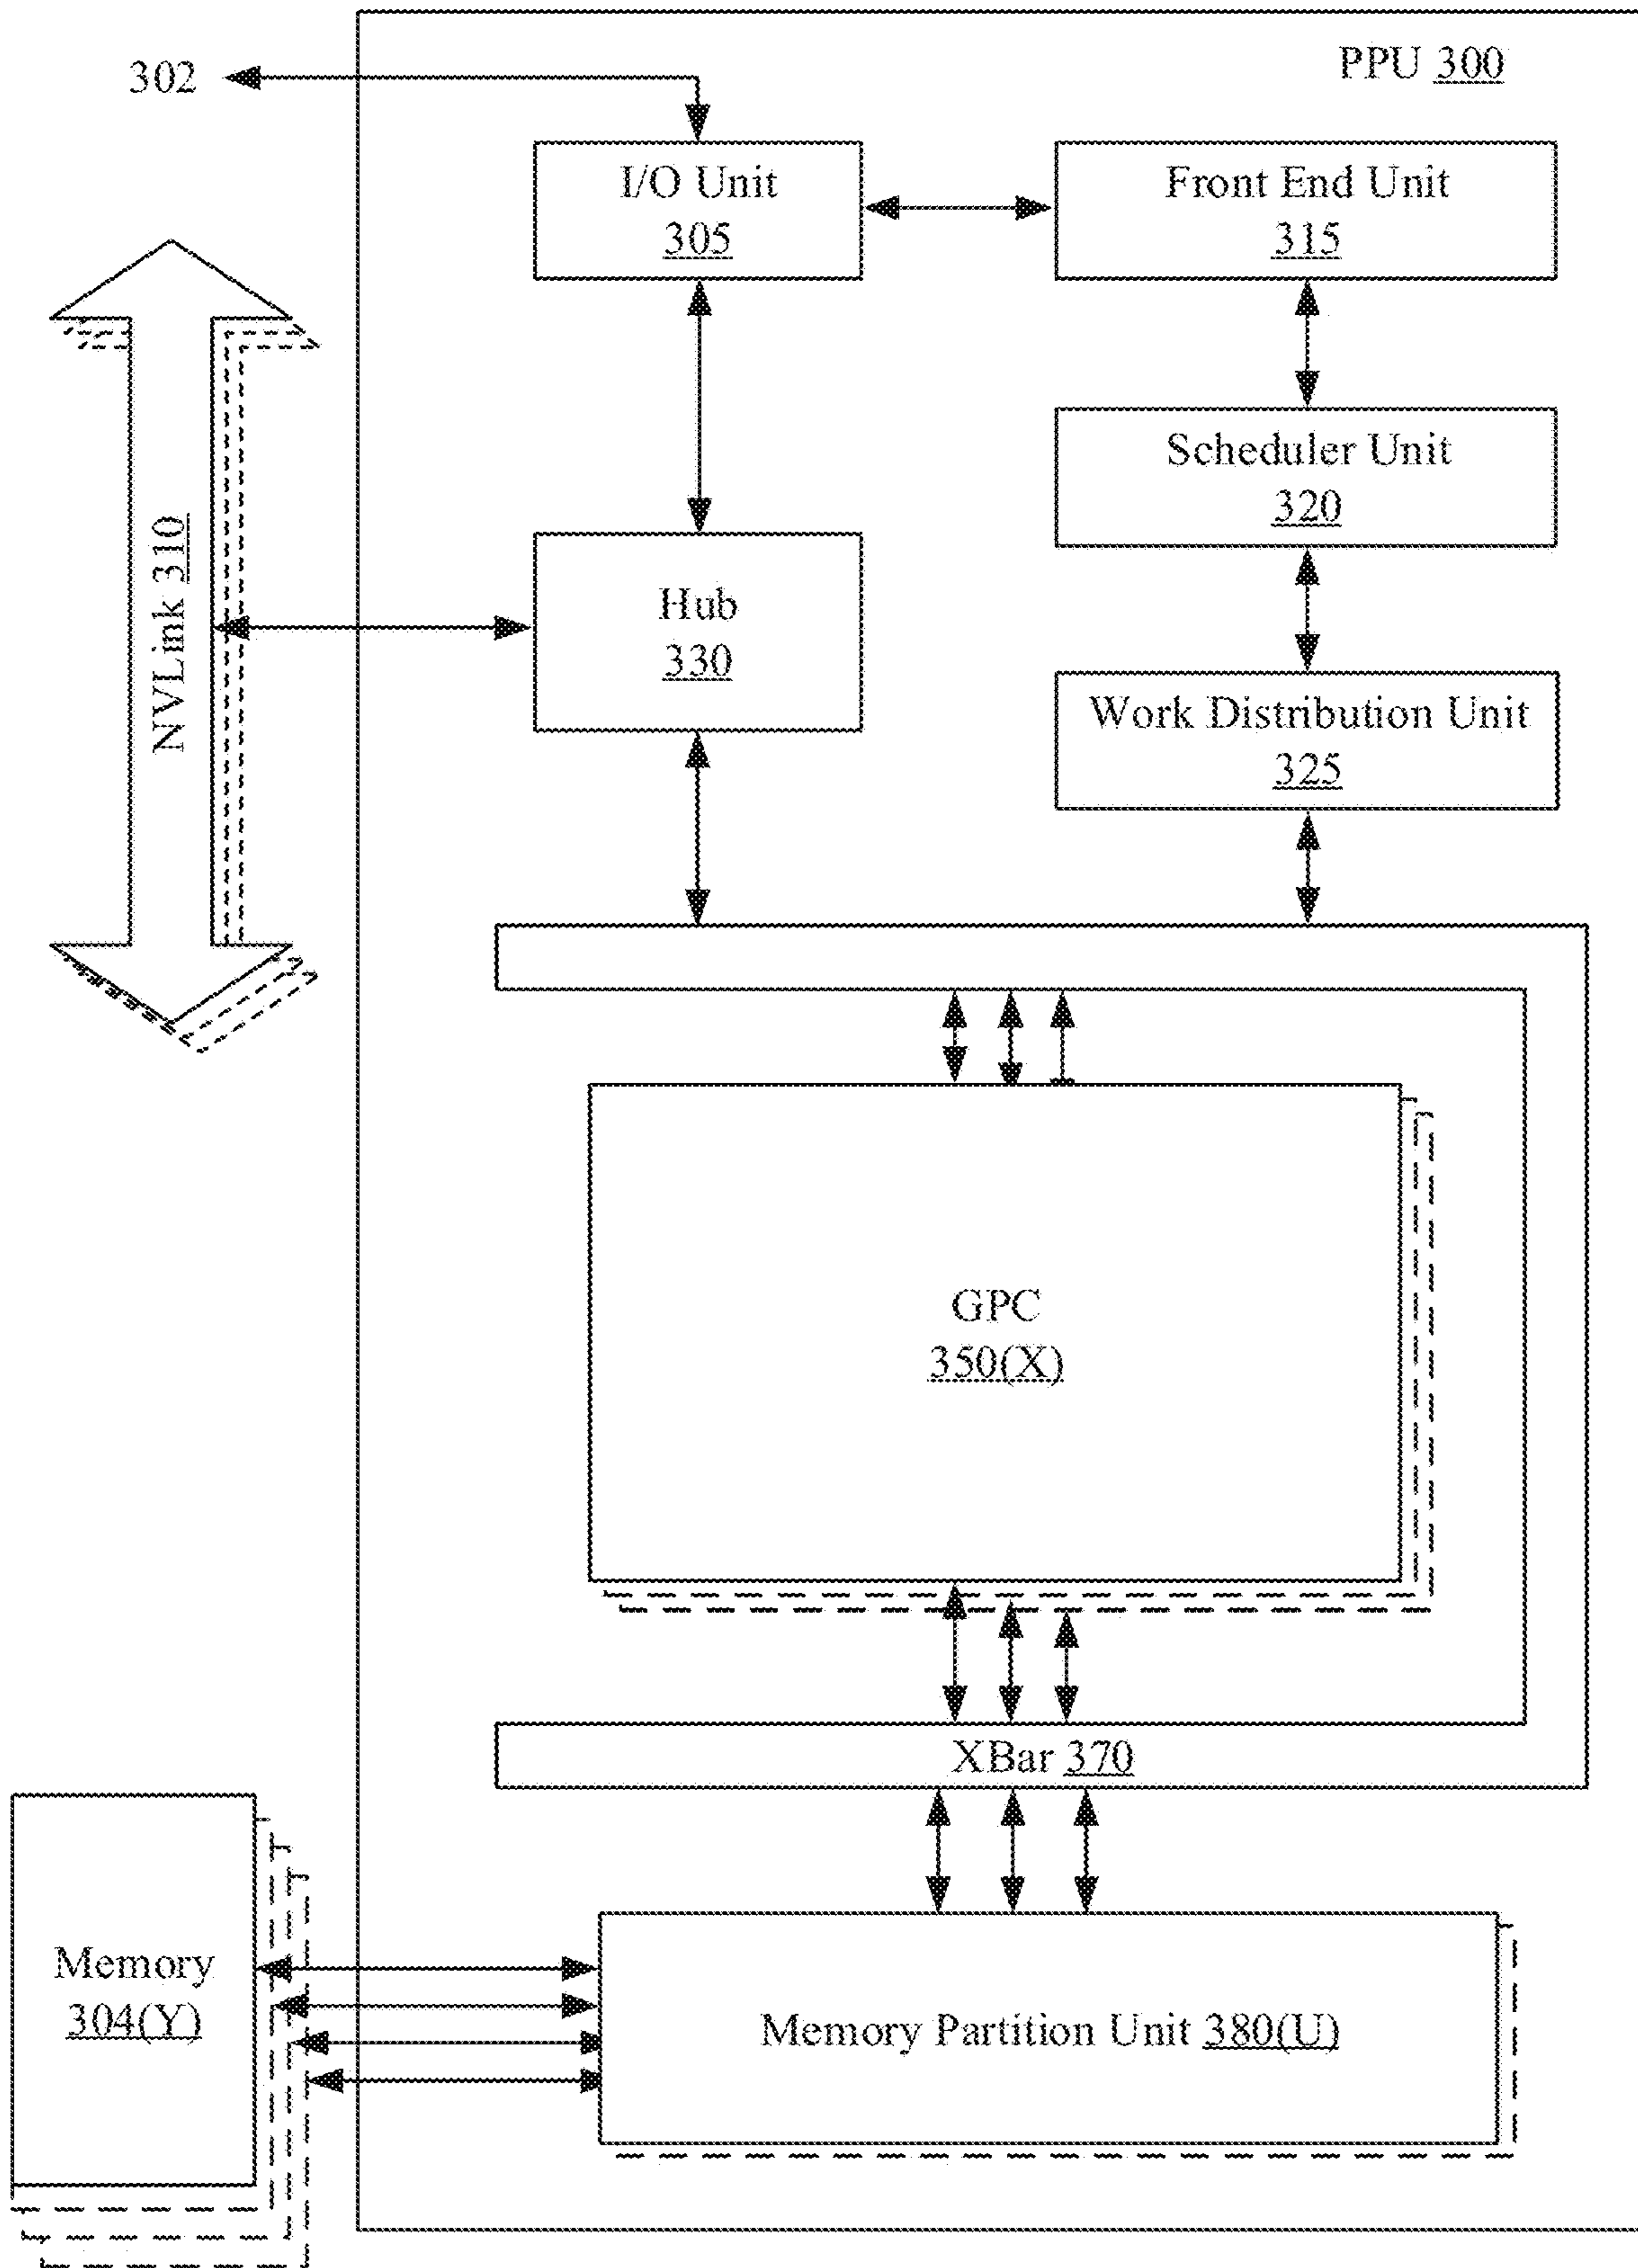 PPU 300
302
I/O Unit
305
Front End Unit
315
Scheduler Unit
320
NVLink 310
Hub
330
Work Distribution Unit
325
GPC
350(X)
XBar 370
Memory
304(Y)
Memory Partition Unit 380(U)